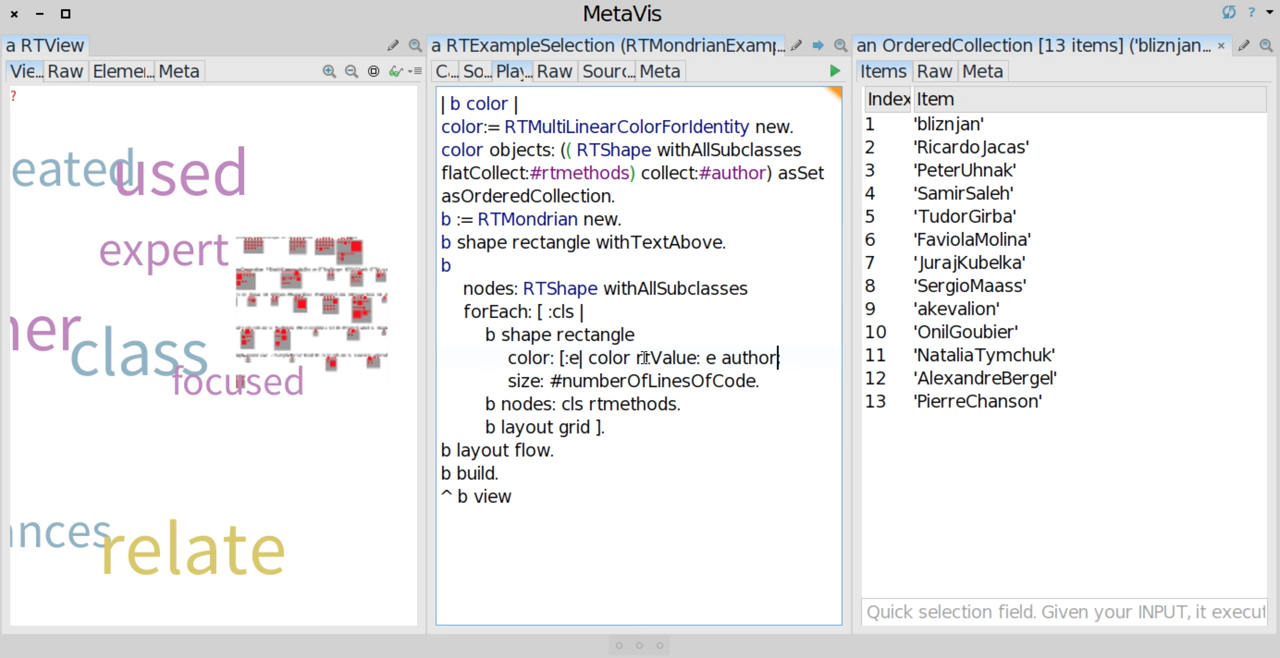 MetaVis
?
a RTView
Vie... Raw Eleme... Meta
?
eated used
expert
ner class
focused
nces relate
a RTExampleSelection (RTMondrianExamp...
C... So... Play... Raw Sourc... Meta
| b color |
color:= RTMultiLinearColorForIdentity new.
color objects: (( RTShape withAllSubclasses
flatCollect:#rtmethods) collect:#author) asSet
asOrderedCollection.
b := RTMondrian new.
b shape rectangle withTextAbove.
b
nodes: RTShape withAllSubclasses
forEach: [ :cls |
b shape rectangle
color: [:e| color rtValue: e author;
size: #numberOfLinesOfCode.
b nodes: cls rtmethods.
b layout grid ].
b layout flow.
b build.
^ b view
an OrderedCollection [13 items] ('bliznjan... ×
Items Raw Meta
Index Item
1 'bliznjan'
2 'RicardoJacas'
3 'PeterUhnak'
4 'SamirSaleh'
5 'TudorGirba'
6 'FaviolaMolina'
7 'JurajKubelka'
8 'SergioMaass'
9 'akevalion'
10 'OnilGoubier'
11 'NataliaTymchuk'
12 'AlexandreBergel'
13 'PierreChanson'
Quick selection field. Given your INPUT, it execut